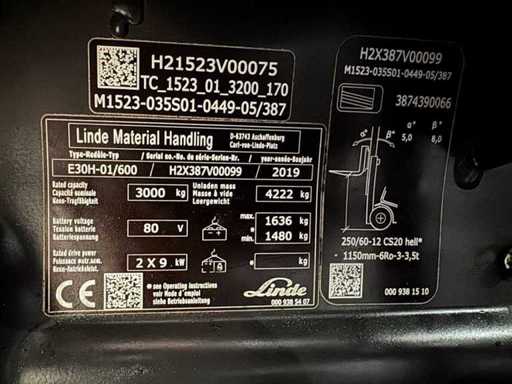 H21523V00075
TC_1523_01_3200_170
M1523-035S01-0449-05/387
Linde Material Handling
D-63743 Aschaffenburg
Carl-von-Linde-Platz
Type-Modèle-Typ / Serial no.-No. de série-Serien-Nr. / year-année-Baujahr
E30H-01/600 / H2X387V00099 / 2019
Rated capacity
Capacité nominale
Nenn-Tragfähigkeit
3000 kg
Unladen mass
Masse à vide
Leergewicht
4222 kg
Battery voltage
Tension batterie
Batteriespannung
80 V
max. 1636 kg
min. 1480 kg
Rated drive power
Puissance motr.nom.
Nenn-Antriebsleist.
2 X 9 kW
* kg
CE
* see Operating Instructions
voir Mode d'emploi
siehe Betriebsanleitung
Linde
000 938 54 07
H2X387V00099
M1523-035S01-0449-05/387
3874390066
α° β°
5,0 8,0
α° β°
250/60-12 CS20 hell*
- 1150mm-6Ro-3-3,5t
000 938 15 10